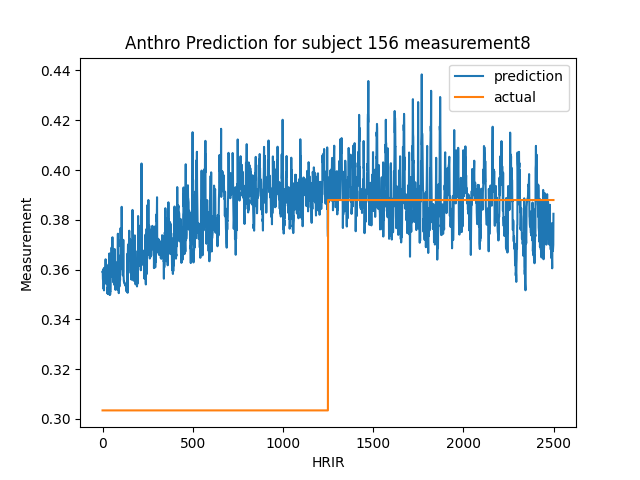 Anthro Prediction for subject 156 measurement8
prediction
actual
Measurement
0.44
0.42
0.40
0.38
0.36
0.34
0.32
0.30
0
500
1000
1500
2000
2500
HRIR